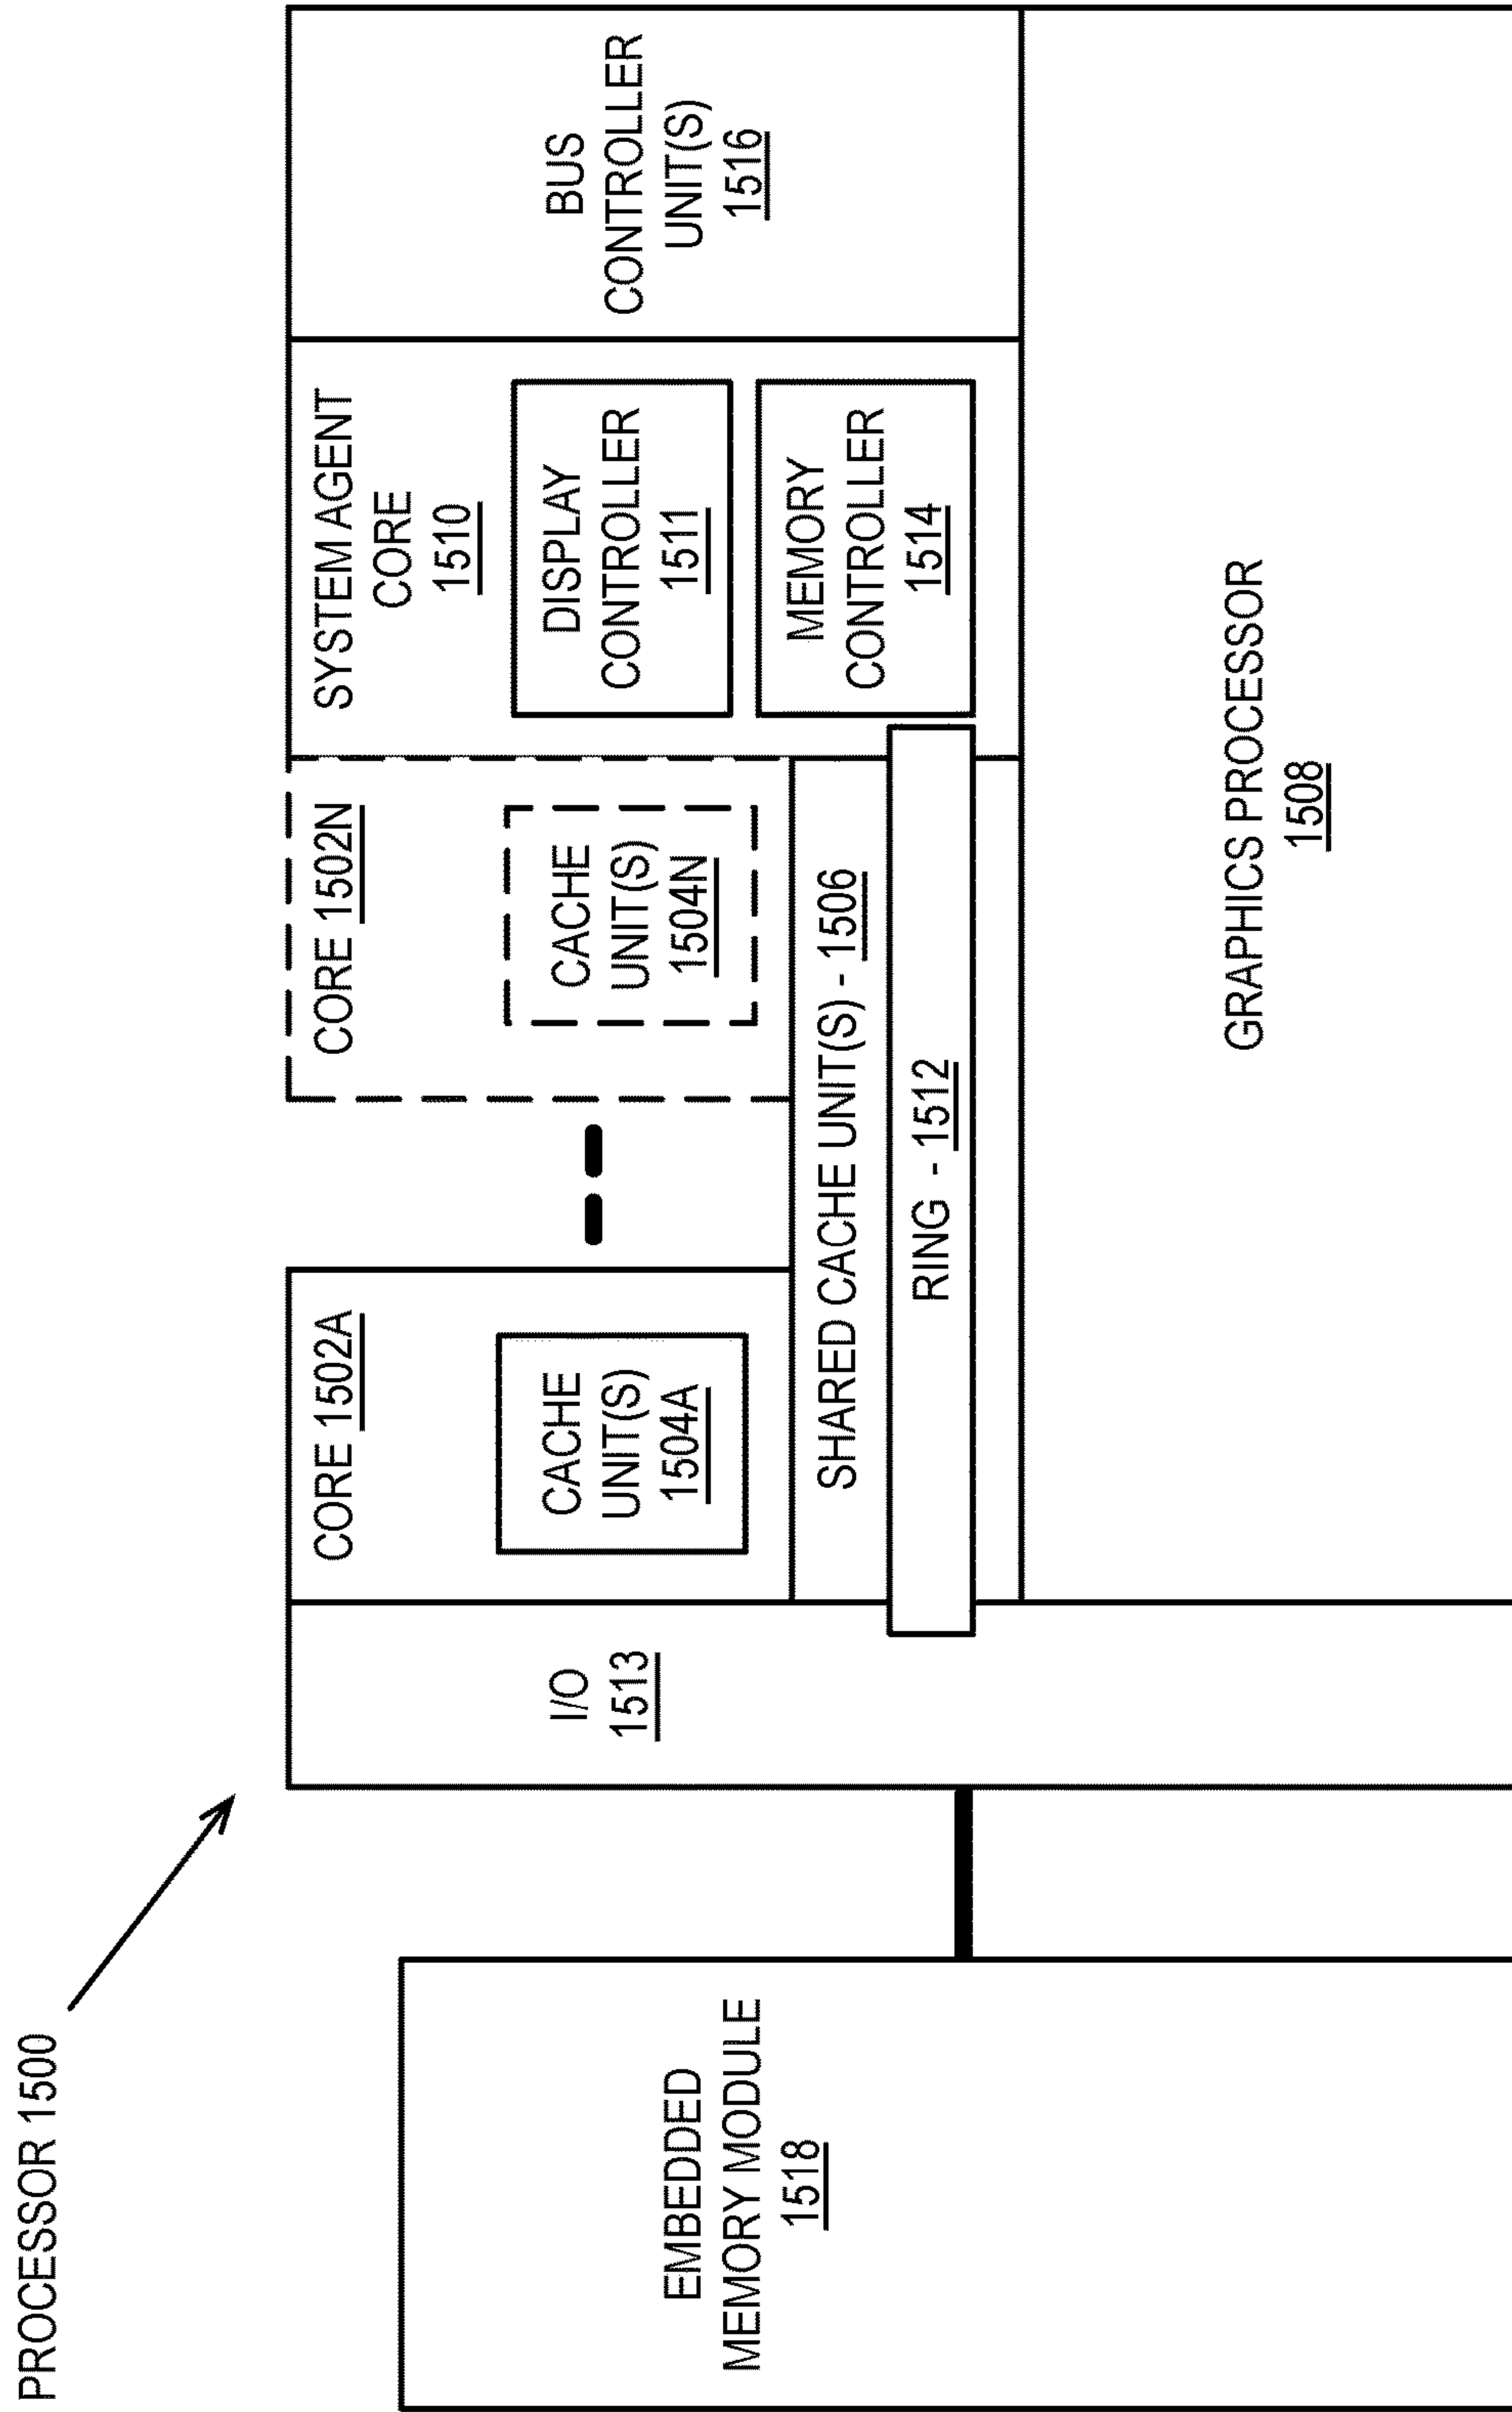 PROCESSOR 1500
CORE 1502A
CACHE
UNIT(S)
1504A
CORE 1502N
CACHE
UNIT(S)
1504N
SYSTEM AGENT
CORE
1510
DISPLAY
CONTROLLER
1511
MEMORY
CONTROLLER
1514
BUS
CONTROLLER
UNIT(S)
1516
I/O
1513
SHARED CACHE UNIT(S) - 1506
RING - 1512
EMBEDDED
MEMORY MODULE
1518
GRAPHICS PROCESSOR
1508